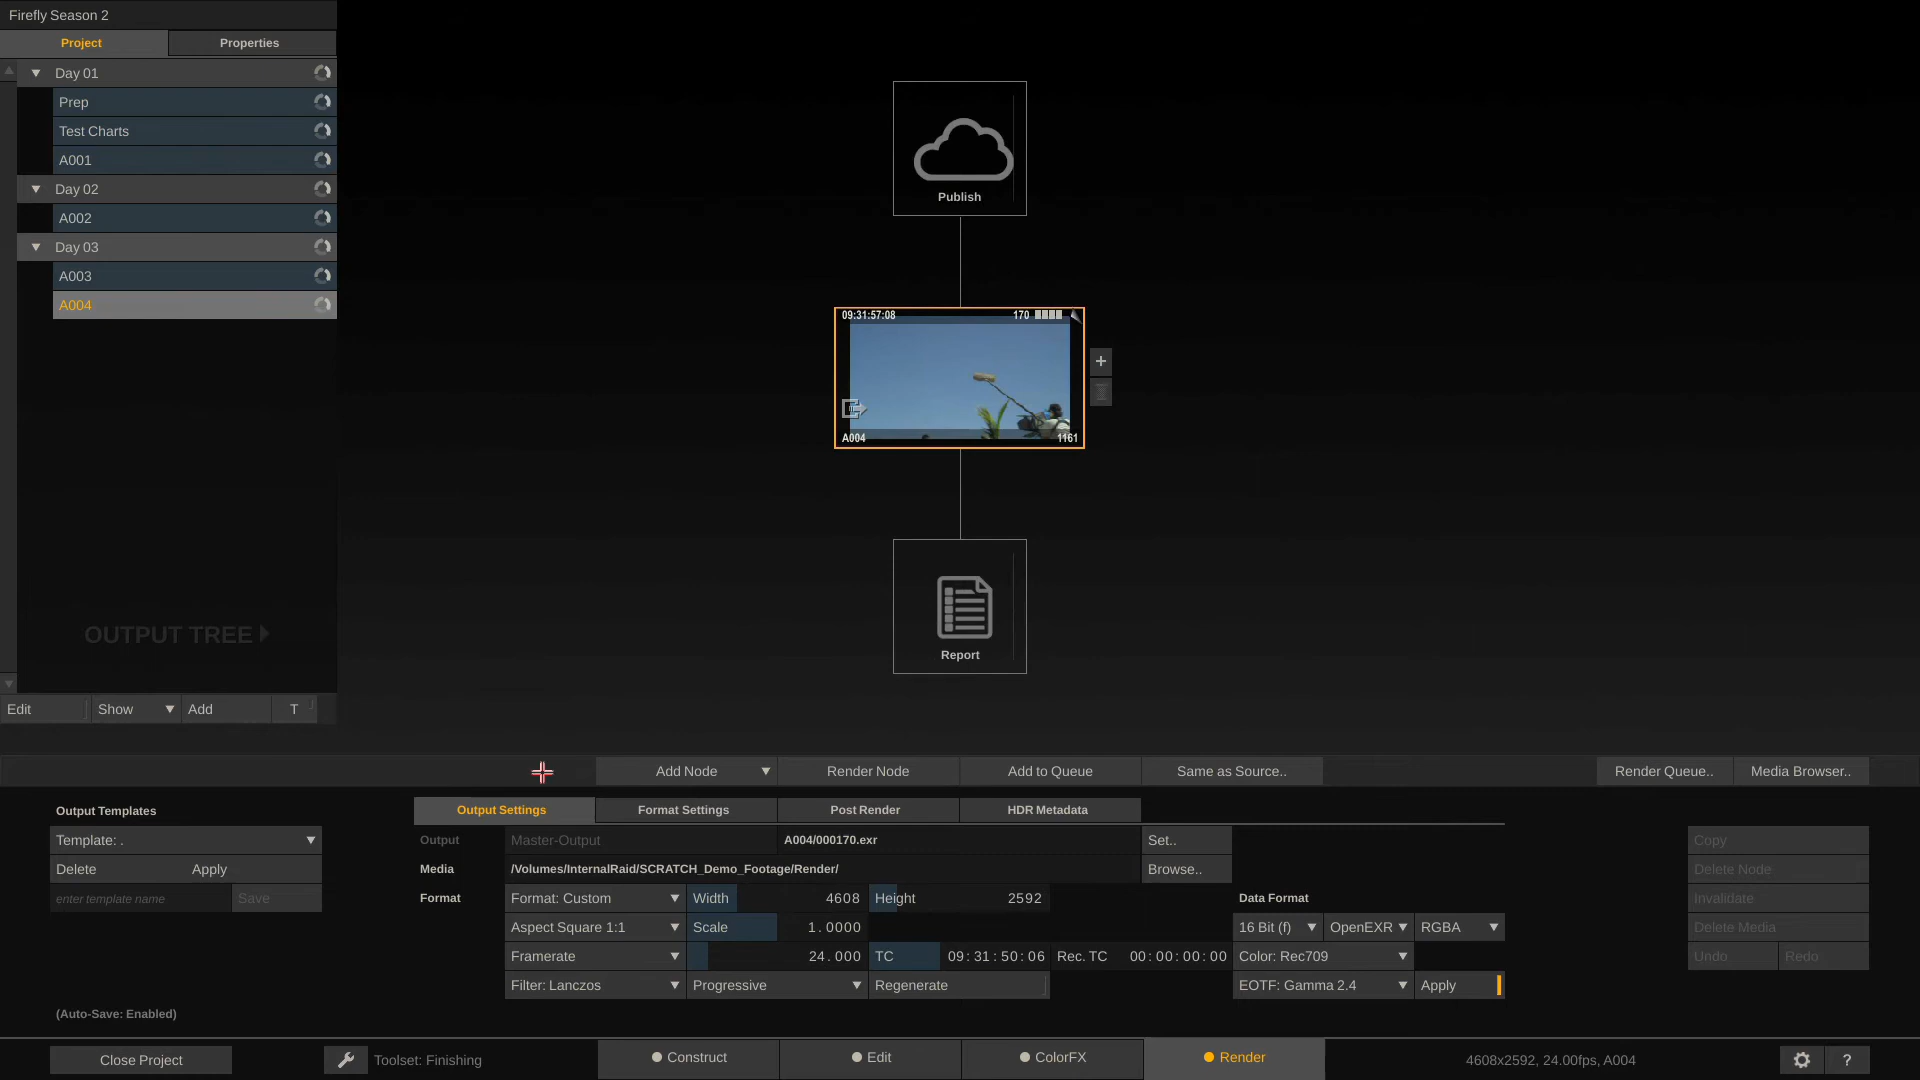 Firefly Season 2
Project Properties
Day 01
Prep
Test Charts
A001
Day 02
A002
Day 03
A003
A004
OUTPUT TREE
Edit Show Add T
Publish
09:31:57:08 170
A004 1161
Report
Add Node Render Node Add to Queue Same as Source.. Render Queue.. Media Browser..
Output Templates
Template: .
Delete Apply
enter template name Save
(Auto-Save: Enabled)
Output Settings Format Settings Post Render HDR Metadata
Output Master-Output A004/000170.exr Set..
Media /Volumes/InternalRaid/SCRATCH_Demo_Footage/Render/ Browse..
Format Format: Custom Width 4608 Height 2592 Data Format
Aspect Square 1:1 Scale 1.0000 16 Bit (f) OpenEXR RGBA
Framerate 24.000 TC 09:31:50:06 Rec. TC 00:00:00:00 Color: Rec709
Filter: Lanczos Progressive Regenerate EOTF: Gamma 2.4 Apply
Copy
Delete Node
Invalidate
Delete Media
Undo Redo
Close Project Toolset: Finishing Construct Edit ColorFX Render 4608x2592, 24.00fps, A004 ?